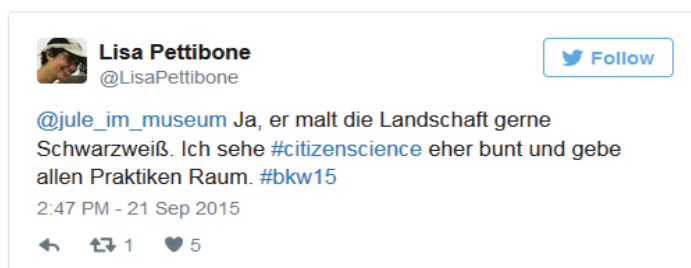 Lisa Pettibone
@LisaPettibone
Follow
@jule_im_museum Ja, er malt die Landschaft gerne
Schwarzweiß. Ich sehe #citizenscience eher bunt und gebe
allen Praktiken Raum. #bkw15
2:47 PM - 21 Sep 2015
1 5